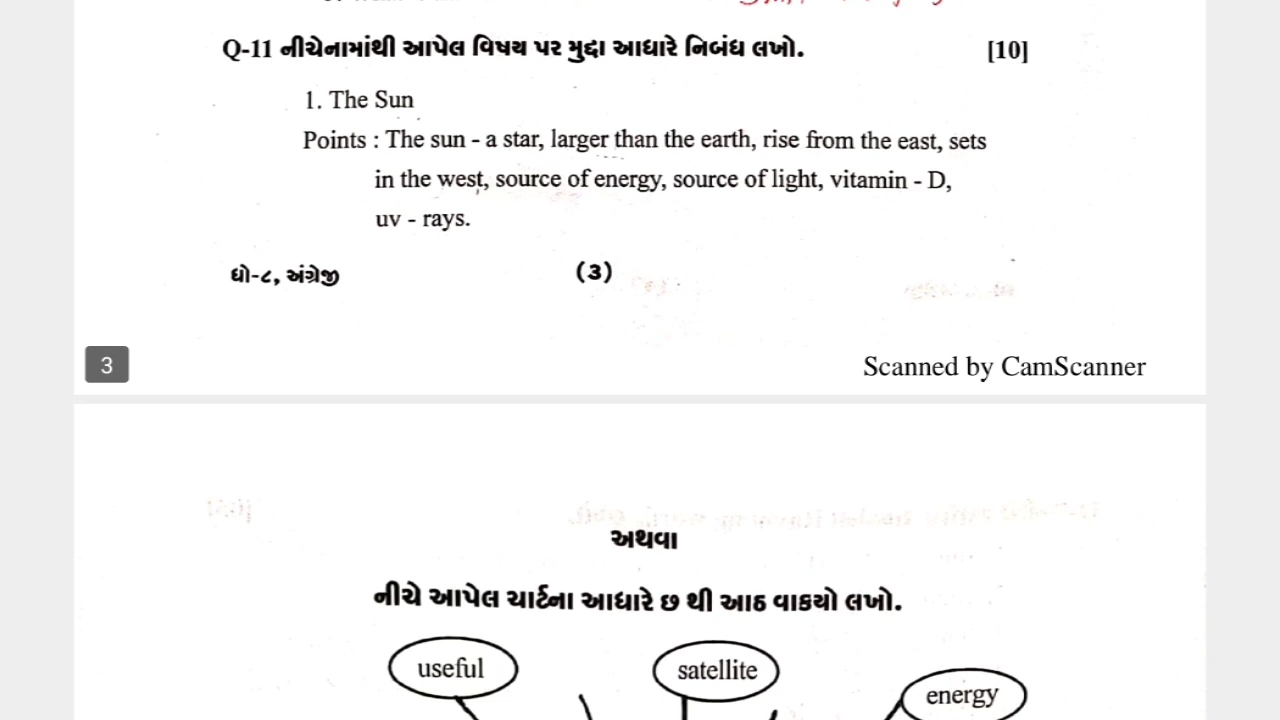 Q-11 નીચેનામાંથી આપેલ વિષય પર મુદ્દા આધારે નિબંધ લખો. [10]
1. The Sun
Points : The sun - a star, larger than the earth, rise from the east, sets
in the west, source of energy, source of light, vitamin - D,
uv - rays.
ધો-૮, અંગ્રેજી (૩)
3 Scanned by CamScanner
અથવા
નીચે આપેલ ચાર્ટના આધારે છ થી આઠ વાક્યો લખો.
useful satellite energy